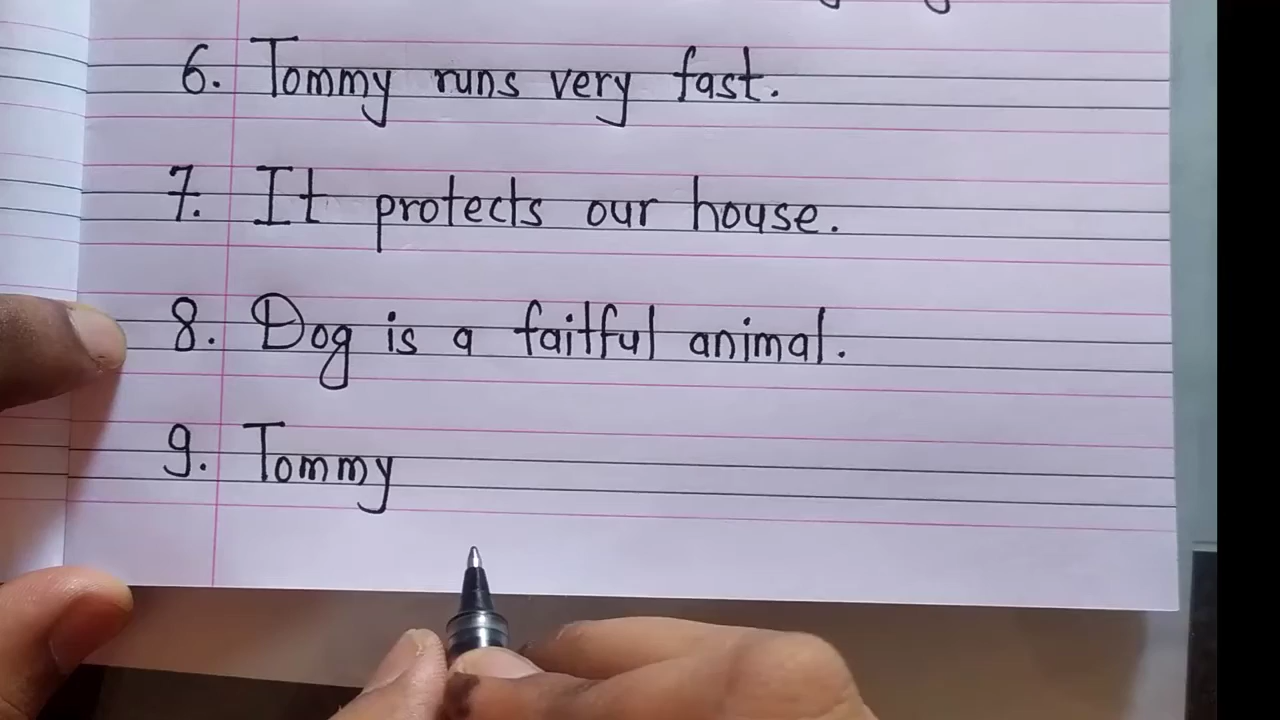 6. Tommy runs very fast.
7. It protects our house.
8. Dog is a faitful animal.
9. Tommy